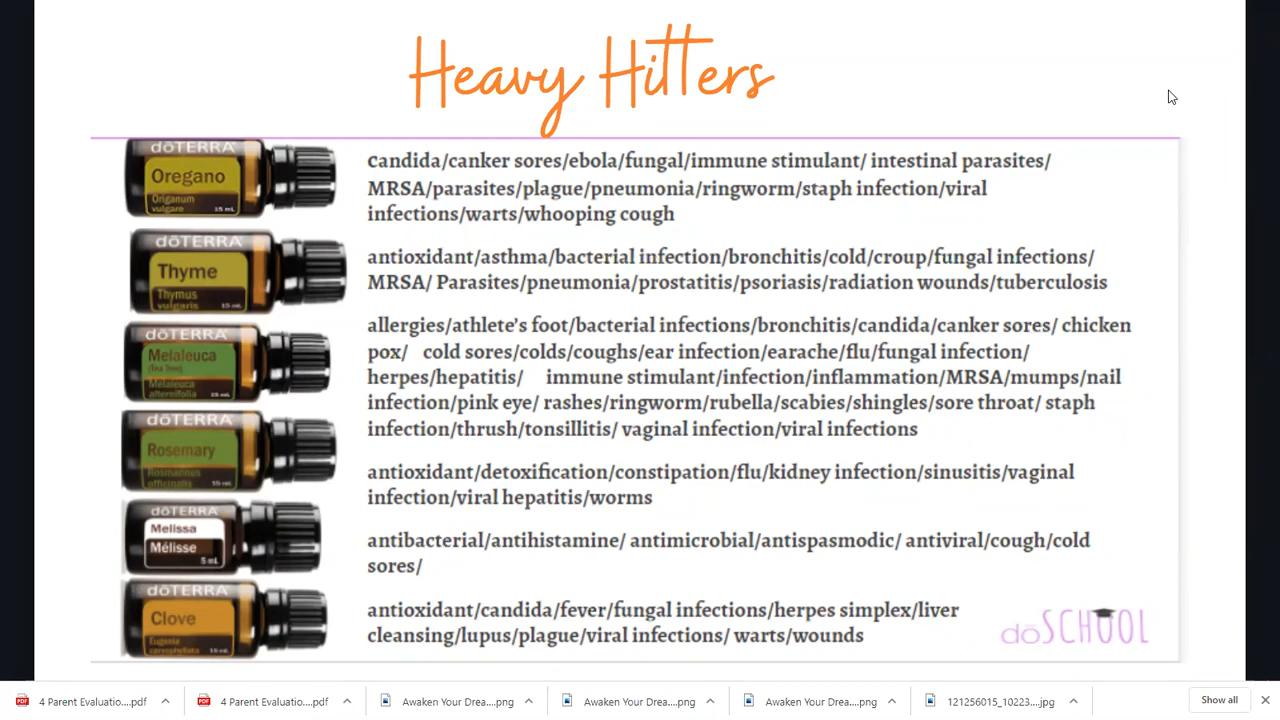 Heavy Hitters
dōTERRA
Oregano
Origanum
vulgare 15 mL
candida/canker sores/ebola/fungal/immune stimulant/ intestinal parasites/
MRSA/parasites/plague/pneumonia/ringworm/staph infection/viral
infections/warts/whooping cough
dōTERRA
Thyme
Thymus
vulgaris 15 mL
antioxidant/asthma/bacterial infection/bronchitis/cold/croup/fungal infections/
MRSA/ Parasites/pneumonia/prostatitis/psoriasis/radiation wounds/tuberculosis
dōTERRA
Melaleuca
(Tea Tree)
Melaleuca
alternifolia 15 mL
allergies/athlete's foot/bacterial infections/bronchitis/candida/canker sores/ chicken
pox/ cold sores/colds/coughs/ear infection/earache/flu/fungal infection/
herpes/hepatitis/ immune stimulant/infection/inflammation/MRSA/mumps/nail
infection/pink eye/ rashes/ringworm/rubella/scabies/shingles/sore throat/ staph
infection/thrush/tonsillitis/ vaginal infection/viral infections
dōTERRA
Rosemary
Rosmarinus
officinalis 15 mL
antioxidant/detoxification/constipation/flu/kidney infection/sinusitis/vaginal
infection/viral hepatitis/worms
dōTERRA
Melissa
Mélisse
5 mL
antibacterial/antihistamine/ antimicrobial/antispasmodic/ antiviral/cough/cold
sores/
dōTERRA
Clove
Eugenia
caryophyllata 15 mL
antioxidant/candida/fever/fungal infections/herpes simplex/liver
cleansing/lupus/plague/viral infections/ warts/wounds
dōSCHOOL
4 Parent Evaluatio....pdf
4 Parent Evaluatio....pdf
Awaken Your Drea....png
Awaken Your Drea....png
Awaken Your Drea....png
121256015_10223....jpg
Show all